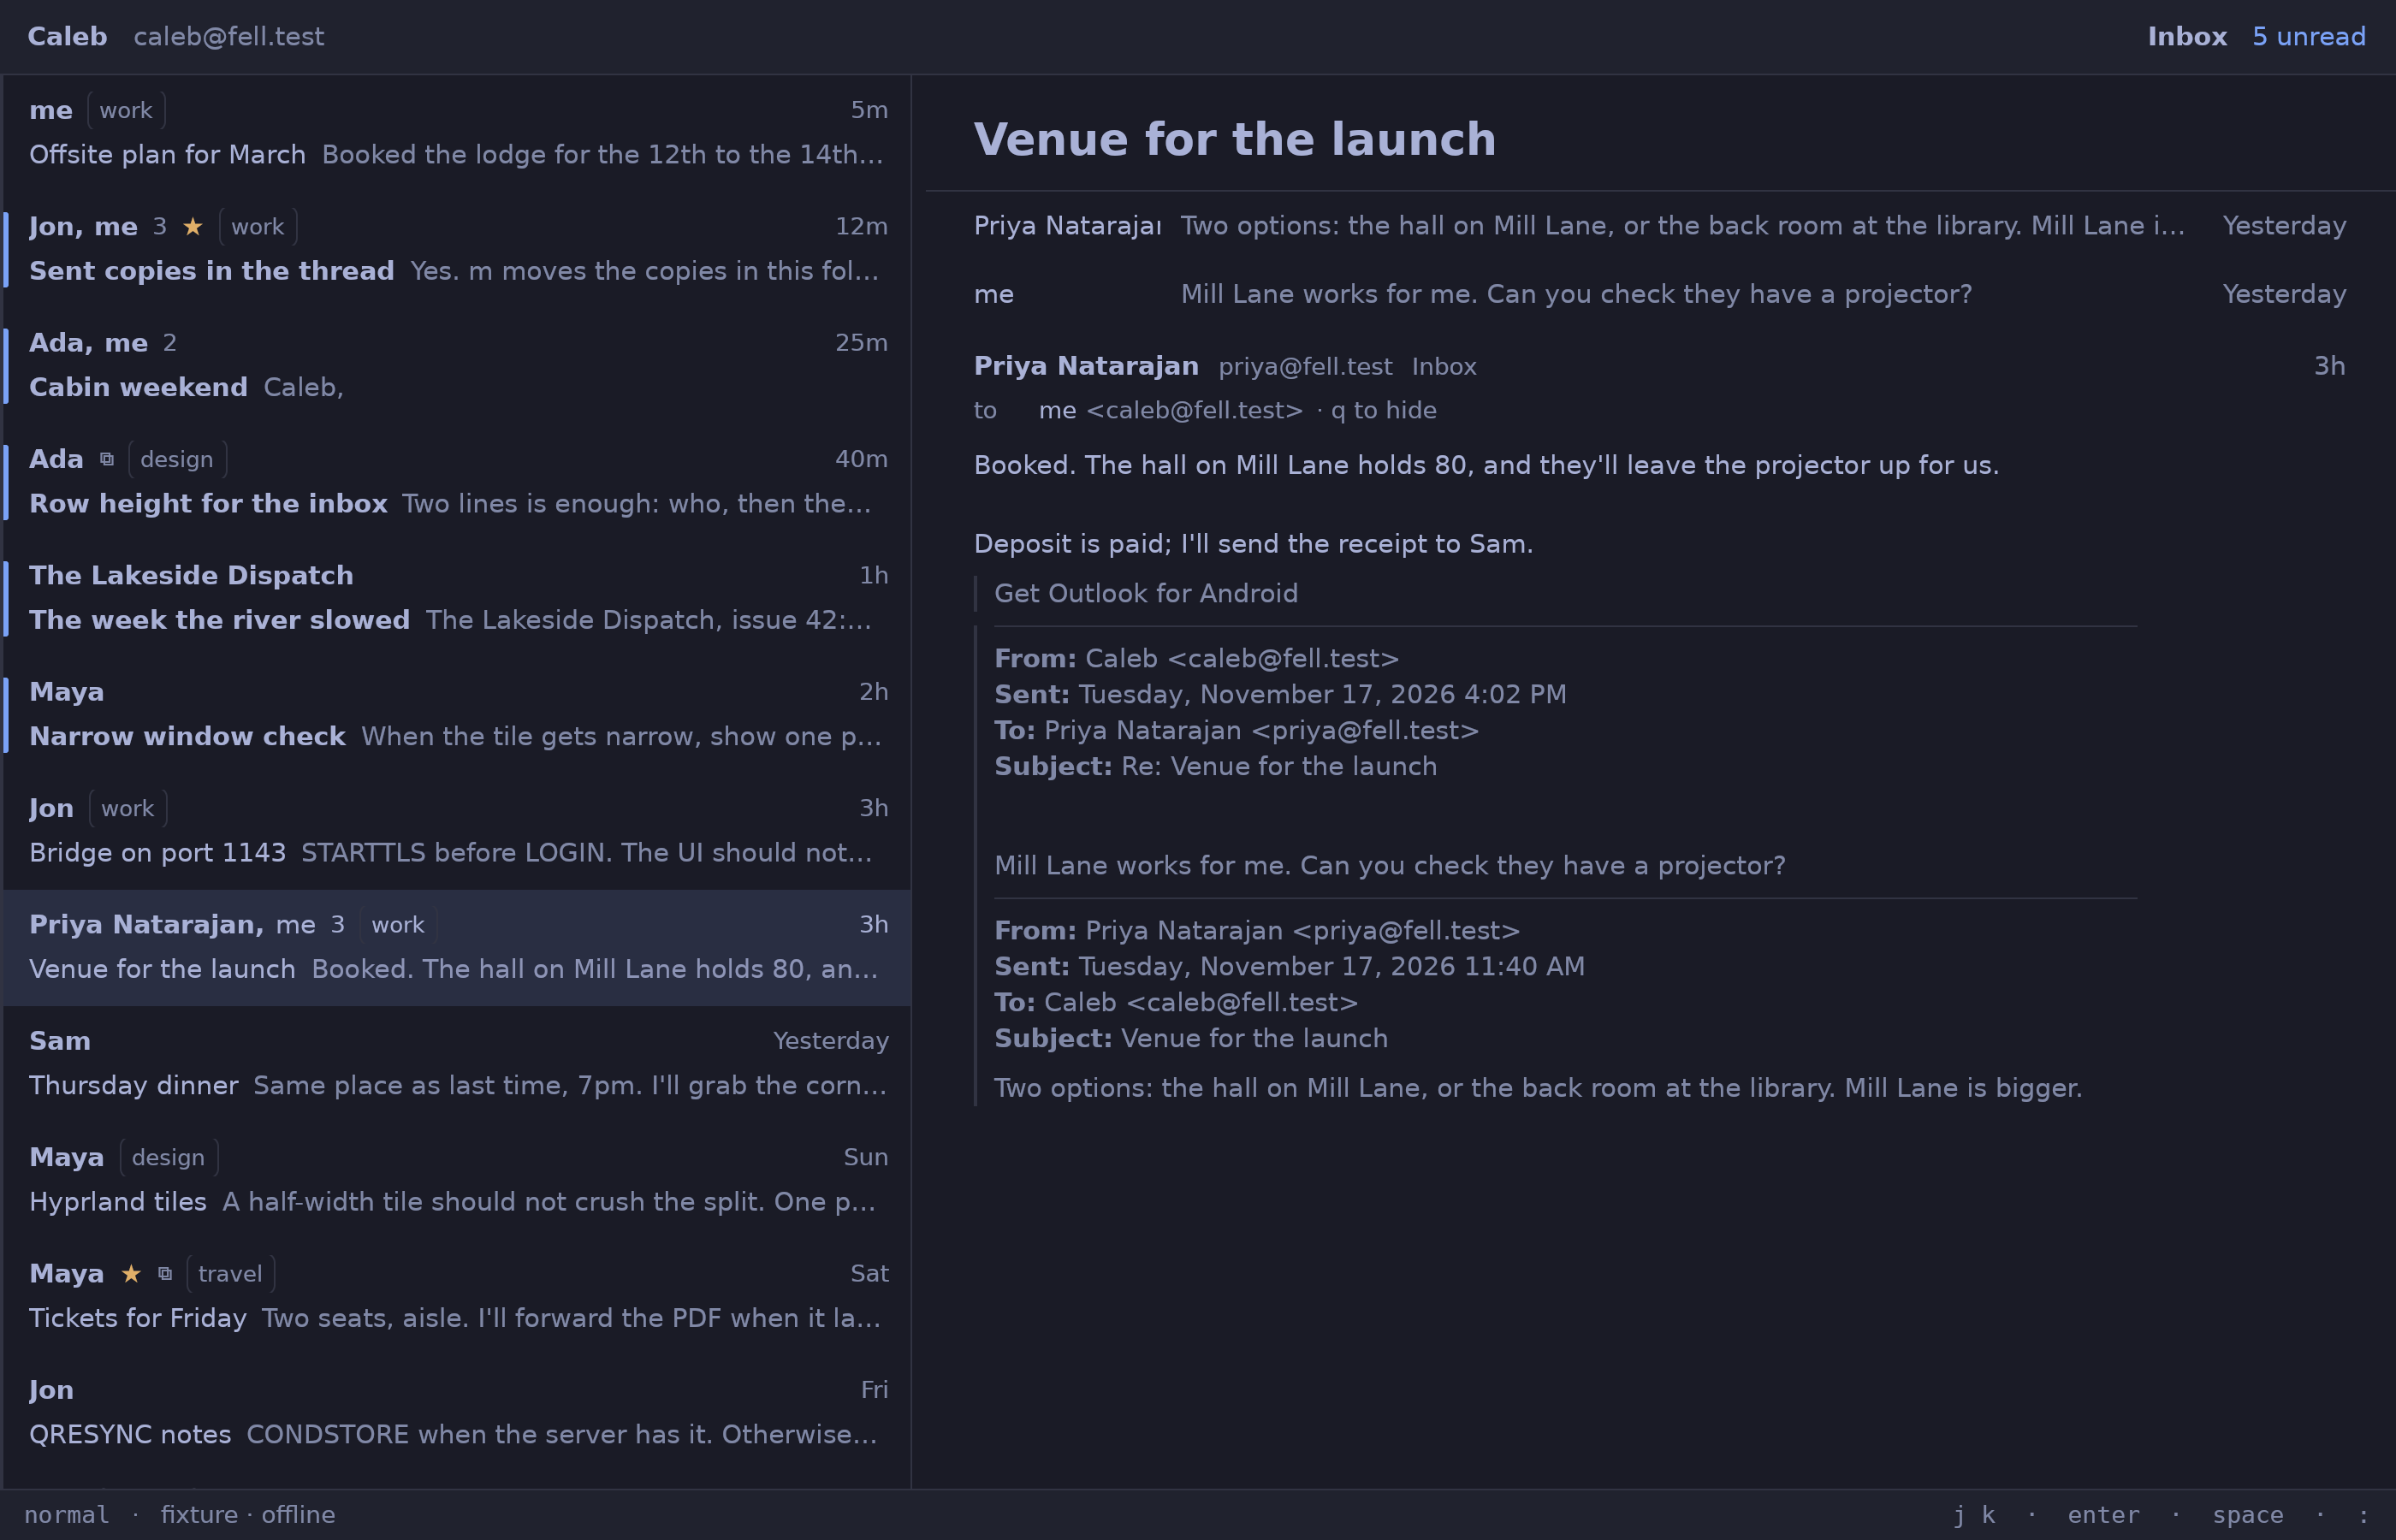 Caleb caleb@fell.test
Inbox 5 unread
me work 5m
Offsite plan for March Booked the lodge for the 12th to the 14th…
Jon, me 3 ★ work 12m
Sent copies in the thread Yes. m moves the copies in this fol…
Ada, me 2 25m
Cabin weekend Caleb,
Ada ⧉ design 40m
Row height for the inbox Two lines is enough: who, then the…
The Lakeside Dispatch 1h
The week the river slowed The Lakeside Dispatch, issue 42:…
Maya 2h
Narrow window check When the tile gets narrow, show one p…
Jon work 3h
Bridge on port 1143 STARTTLS before LOGIN. The UI should not…
Priya Natarajan, me 3 work 3h
Venue for the launch Booked. The hall on Mill Lane holds 80, an…
Sam Yesterday
Thursday dinner Same place as last time, 7pm. I'll grab the corn…
Maya design Sun
Hyprland tiles A half-width tile should not crush the split. One p…
Maya ★ ⧉ travel Sat
Tickets for Friday Two seats, aisle. I'll forward the PDF when it la…
Jon Fri
QRESYNC notes CONDSTORE when the server has it. Otherwise…
Venue for the launch
Priya Natarajan Two options: the hall on Mill Lane, or the back room at the library. Mill Lane i… Yesterday
me Mill Lane works for me. Can you check they have a projector? Yesterday
Priya Natarajan priya@fell.test Inbox 3h
to me <caleb@fell.test> · q to hide
Booked. The hall on Mill Lane holds 80, and they'll leave the projector up for us.
Deposit is paid; I'll send the receipt to Sam.
Get Outlook for Android
From: Caleb <caleb@fell.test>
Sent: Tuesday, November 17, 2026 4:02 PM
To: Priya Natarajan <priya@fell.test>
Subject: Re: Venue for the launch
Mill Lane works for me. Can you check they have a projector?
From: Priya Natarajan <priya@fell.test>
Sent: Tuesday, November 17, 2026 11:40 AM
To: Caleb <caleb@fell.test>
Subject: Venue for the launch
Two options: the hall on Mill Lane, or the back room at the library. Mill Lane is bigger.
normal · fixture · offline
j k · enter · space · :